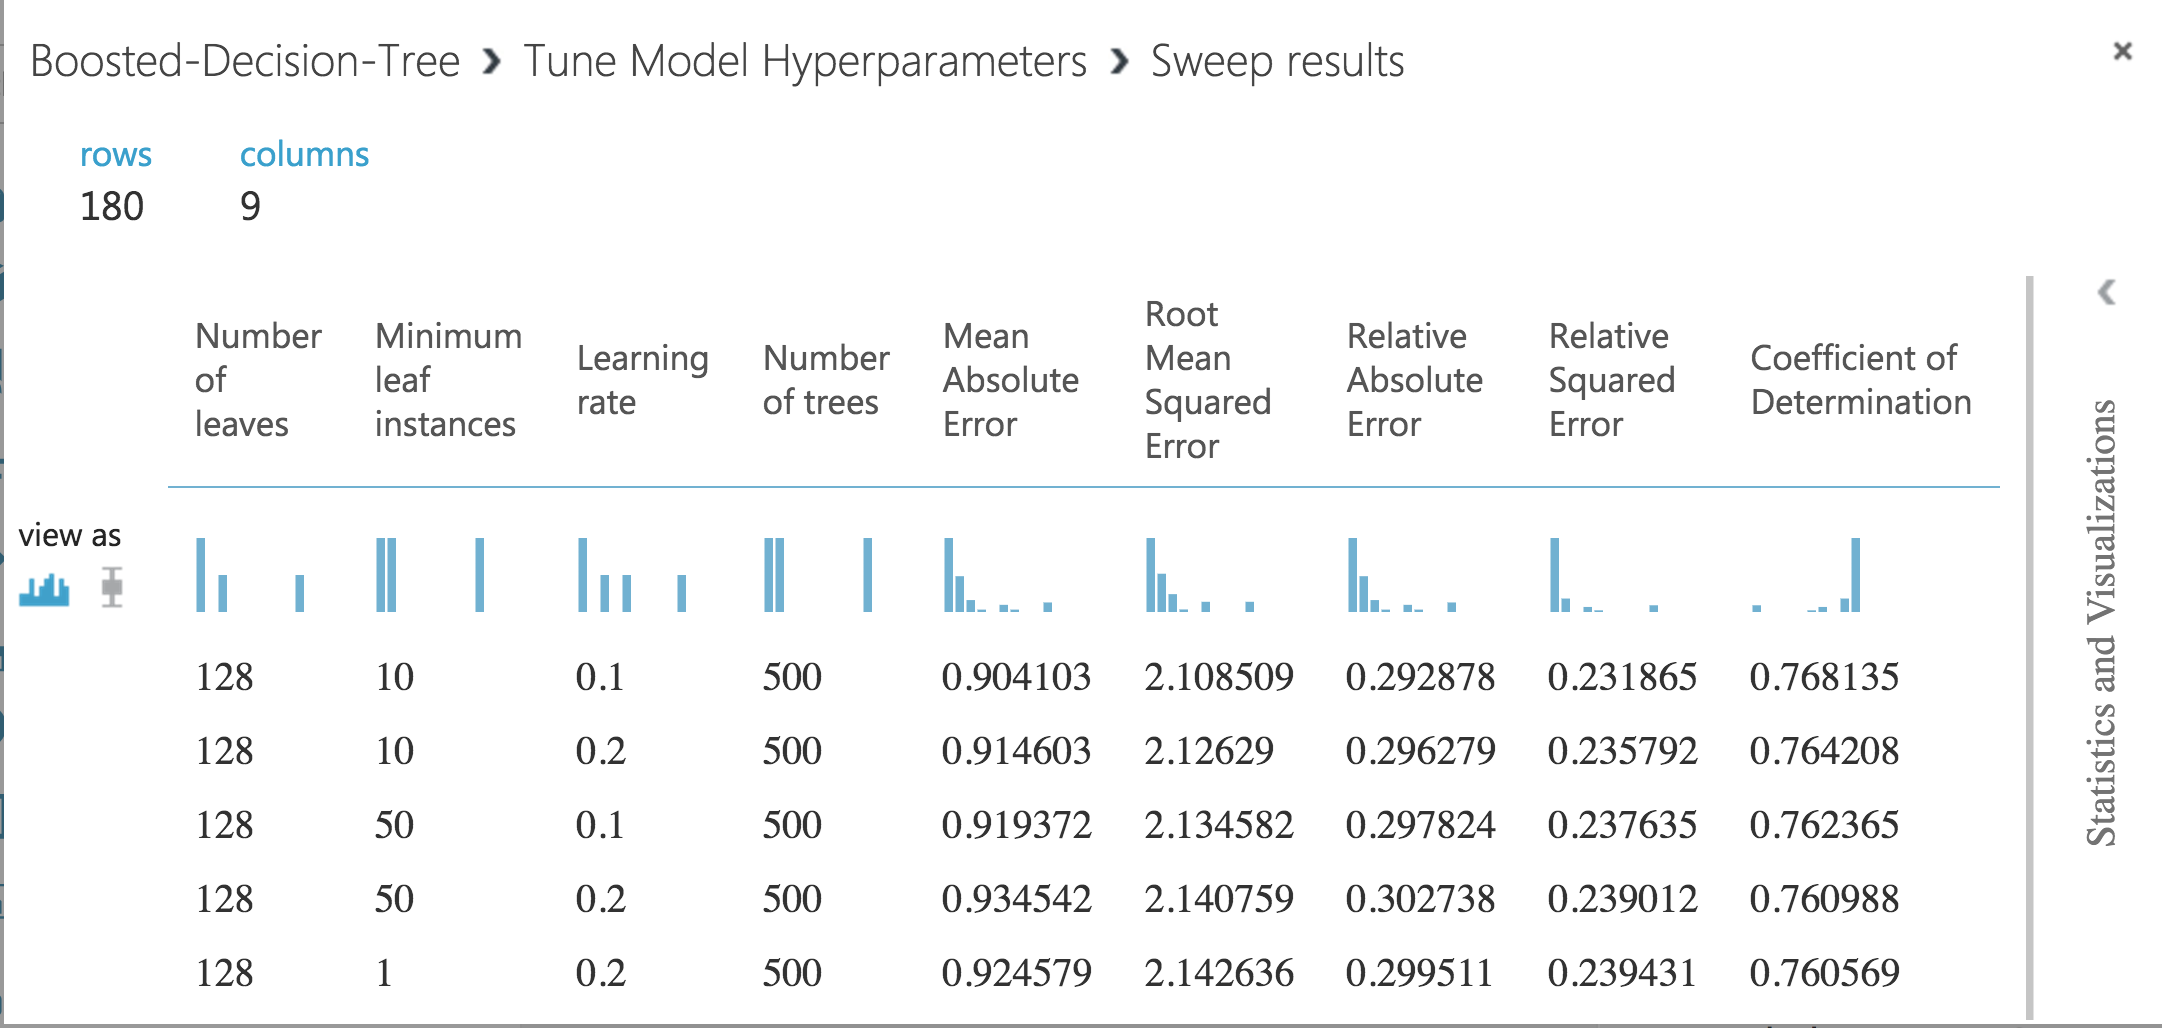 Boosted-Decision-Tree › Tune Model Hyperparameters › Sweep results
rows columns
180 9
Number of leaves
Minimum leaf instances
Learning rate
Number of trees
Mean Absolute Error
Root Mean Squared Error
Relative Absolute Error
Relative Squared Error
Coefficient of Determination
view as
128 10 0.1 500 0.904103 2.108509 0.292878 0.231865 0.768135
128 10 0.2 500 0.914603 2.12629 0.296279 0.235792 0.764208
128 50 0.1 500 0.919372 2.134582 0.297824 0.237635 0.762365
128 50 0.2 500 0.934542 2.140759 0.302738 0.239012 0.760988
128 1 0.2 500 0.924579 2.142636 0.299511 0.239431 0.760569
Statistics and Visualizations